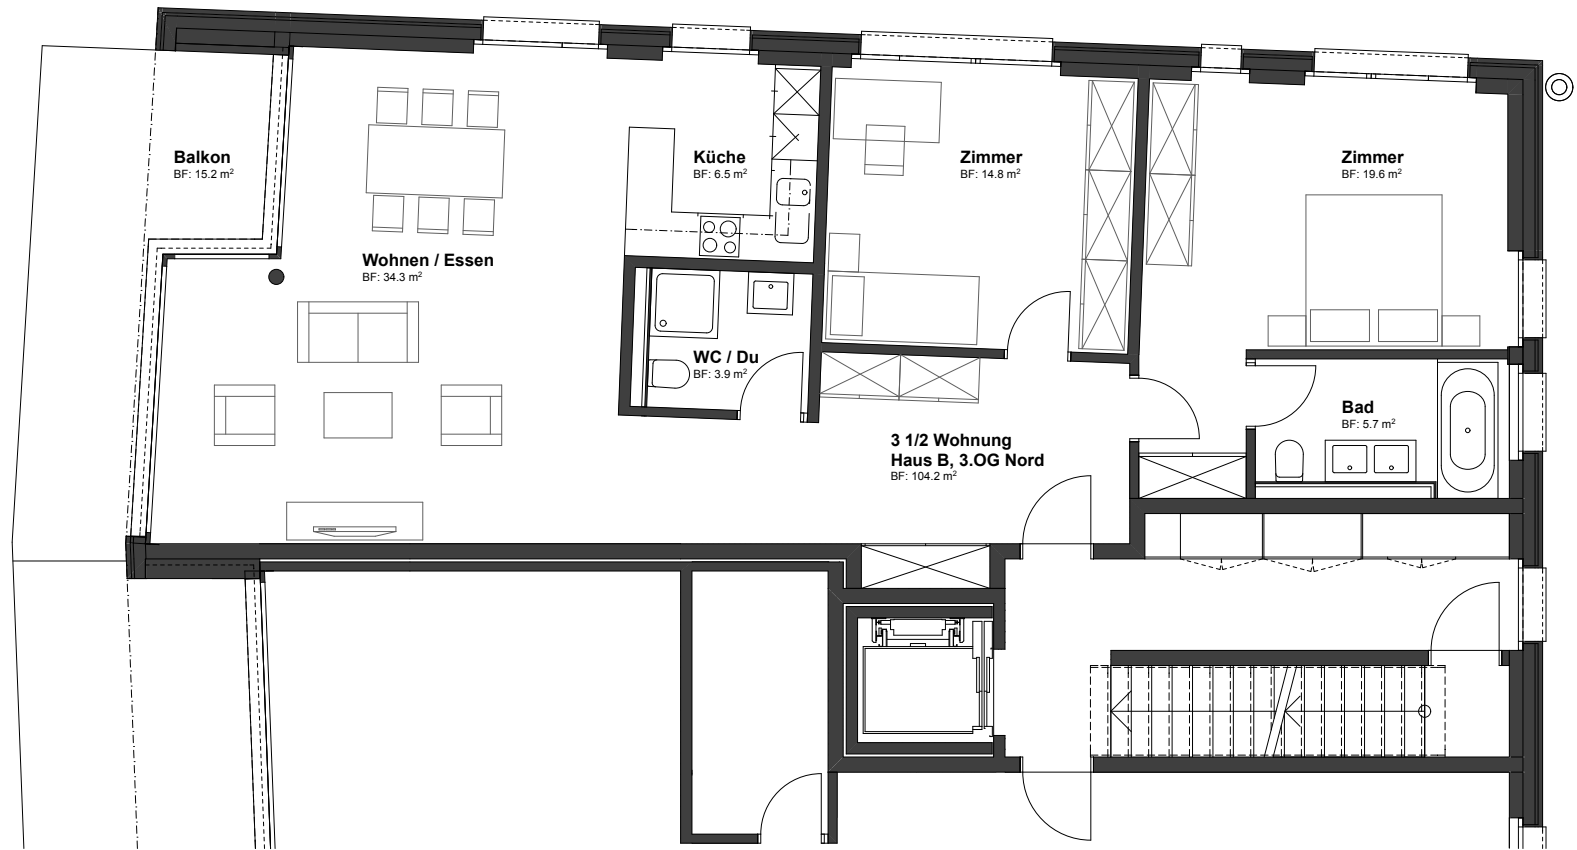 Balkon
BF: 15.2 m²
Wohnen / Essen
BF: 34.3 m²
Küche
BF: 6.5 m²
Zimmer
BF: 14.8 m²
Zimmer
BF: 19.6 m²
WC / Du
BF: 3.9 m²
Bad
BF: 5.7 m²
3 1/2 Wohnung
Haus B, 3.OG Nord
BF: 104.2 m²